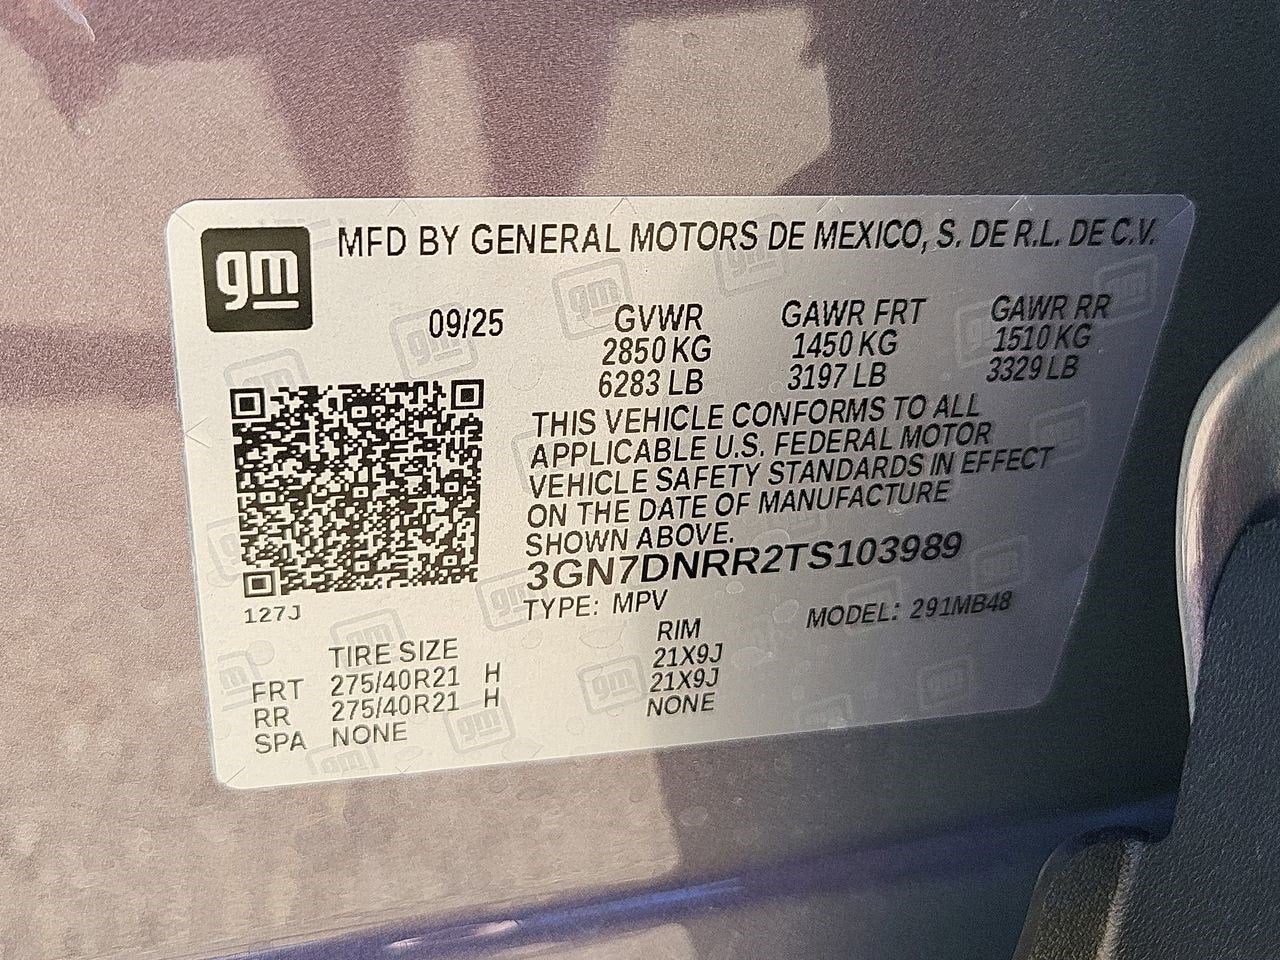 gm
MFD BY GENERAL MOTORS DE MEXICO, S. DE R.L. DE C.V.
09/25 GVWR GAWR FRT GAWR RR
2850 KG 1450 KG 1510 KG
6283 LB 3197 LB 3329 LB
THIS VEHICLE CONFORMS TO ALL
APPLICABLE U.S. FEDERAL MOTOR
VEHICLE SAFETY STANDARDS IN EFFECT
ON THE DATE OF MANUFACTURE
SHOWN ABOVE.
3GN7DNRR2TS103989
127J
TYPE: MPV MODEL: 291MB48
TIRE SIZE RIM
FRT 275/40R21 H 21X9J
RR 275/40R21 H 21X9J
SPA NONE NONE